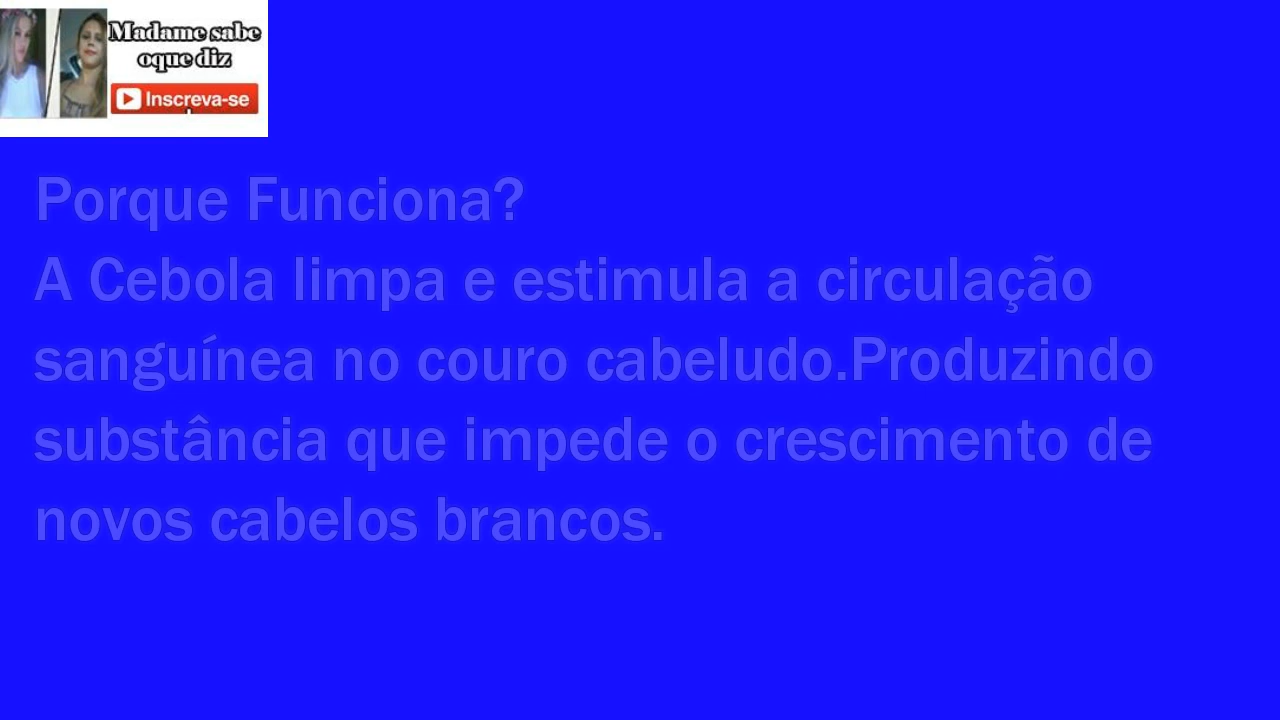 Madame sabe
oque diz
Inscreva-se
Porque Funciona?
A Cebola limpa e estimula a circulação
sanguínea no couro cabeludo.Produzindo
substância que impede o crescimento de
novos cabelos brancos.